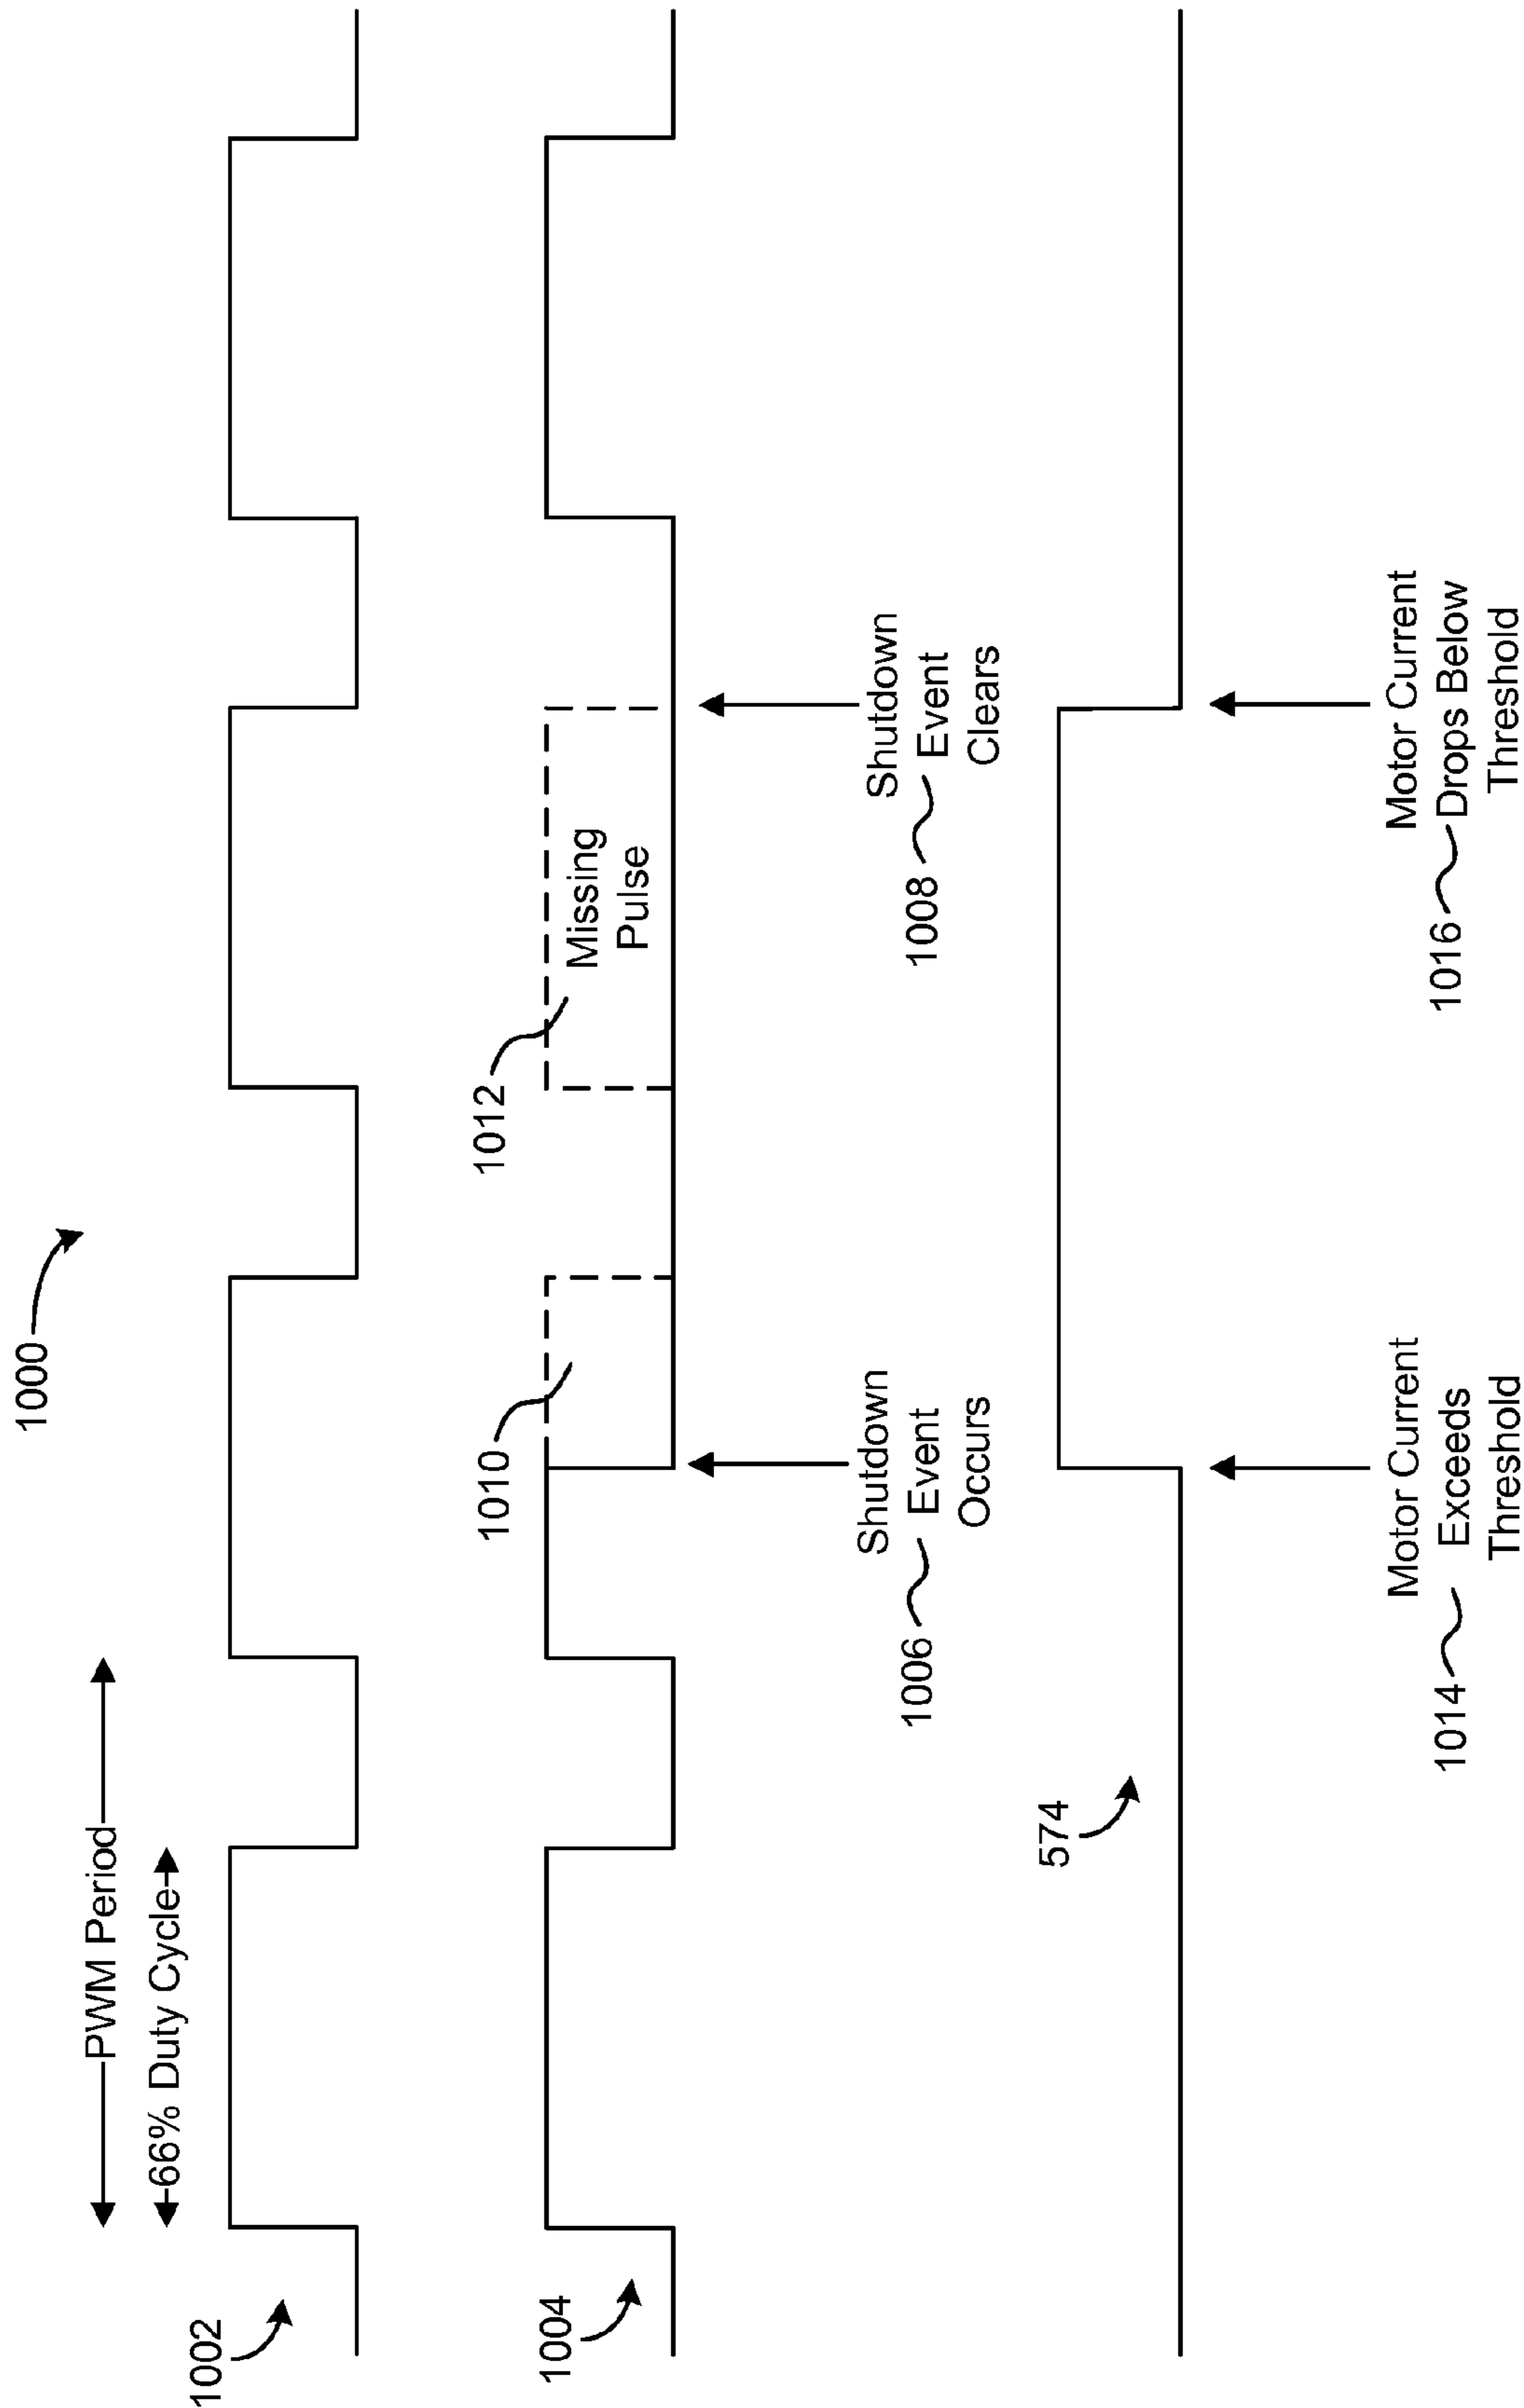 1000
PWM Period
66% Duty Cycle
1002
1004
1010
1012
Missing
Pulse
1006
Shutdown
Event
Occurs
1008
Shutdown
Event
Clears
574
1014
Motor Current
Exceeds
Threshold
1016
Motor Current
Drops Below
Threshold